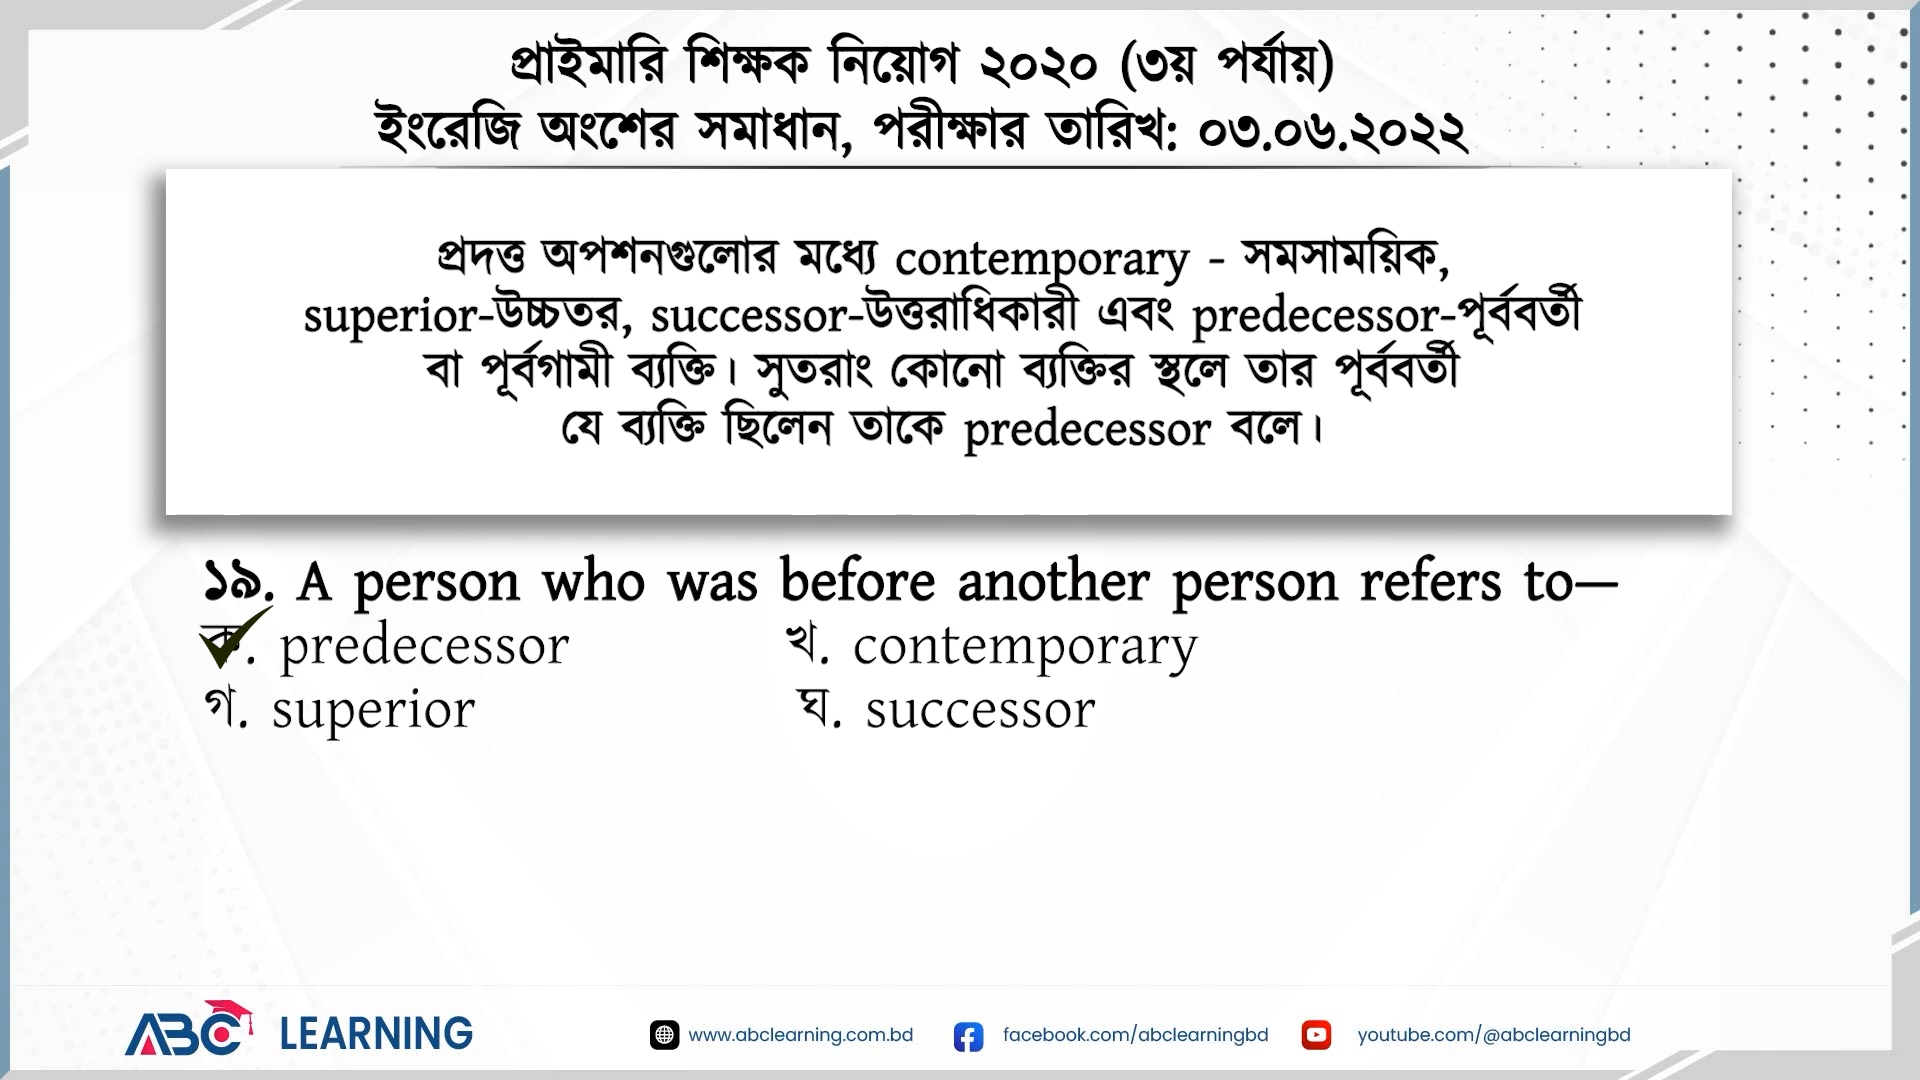 প্রাইমারি শিক্ষক নিয়োগ ২০২০ (৩য় পর্যায়)
ইংরেজি অংশের সমাধান, পরীক্ষার তারিখ: ০৩.০৬.২০২২
প্রদত্ত অপশনগুলোর মধ্যে contemporary - সমসাময়িক,
superior-উচ্চতর, successor-উত্তরাধিকারী এবং predecessor-পূর্ববর্তী
বা পূর্বগামী ব্যক্তি। সুতরাং কোনো ব্যক্তির স্থলে তার পূর্ববর্তী
যে ব্যক্তি ছিলেন তাকে predecessor বলে।
১৯. A person who was before another person refers to—
ক. predecessor খ. contemporary
গ. superior ঘ. successor
ABC LEARNING www.abclearning.com.bd facebook.com/abclearningbd youtube.com/@abclearningbd